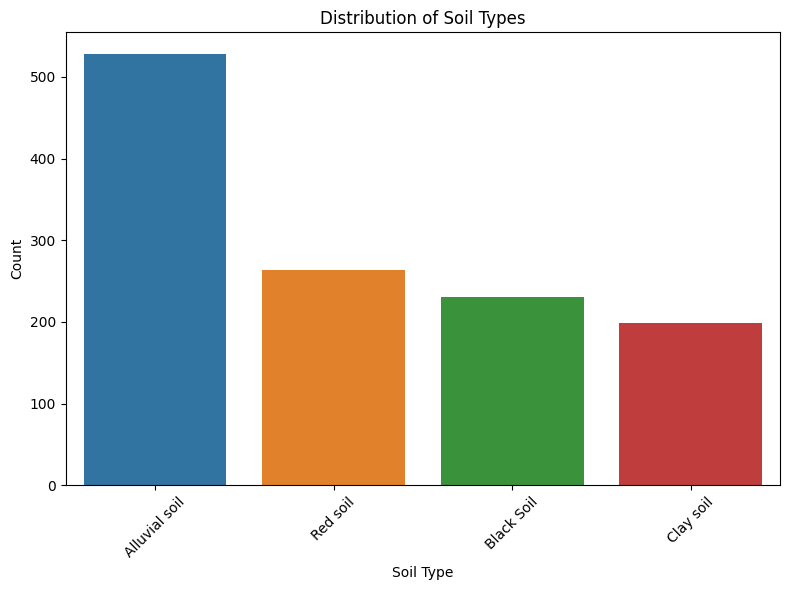 Distribution of Soil Types
Count
500
400
300
200
100
0
Alluvial soil
Red soil
Black Soil
Clay soil
Soil Type